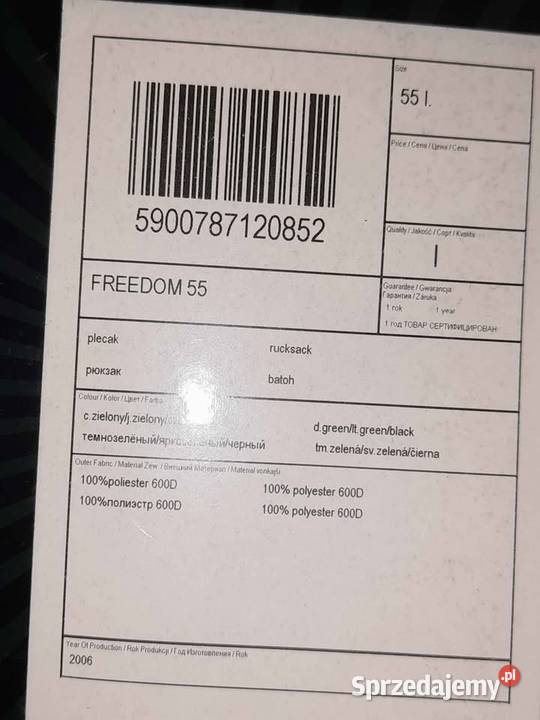 Size
55 l.
Price / Cena / Цена / Cena
5900787120852
Quality / Jakość / Сорт / Kvalita
I
FREEDOM 55
Guarantee / Gwarancja
Гарантия / Záruka
1 rok 1 year
1 год ТОВАР СЕРТИФИЦИРОВАН
plecak rucksack
рюкзак batoh
Colour / Kolor / Цвет / Farba
c.zielony/j.zielony/ d.green/lt.green/black
темнозелёный/ /черный tm.zelená/sv.zelená/čierna
Outer Fabric / Materiał Zew. / Внешний Материал / Materiál vonkajší
100%poliester 600D 100% polyester 600D
100%полиэстр 600D 100% polyester 600D
Year Of Production / Rok Produkcji / Год Изготовления / Rok
2006
Sprzedajemy.pl